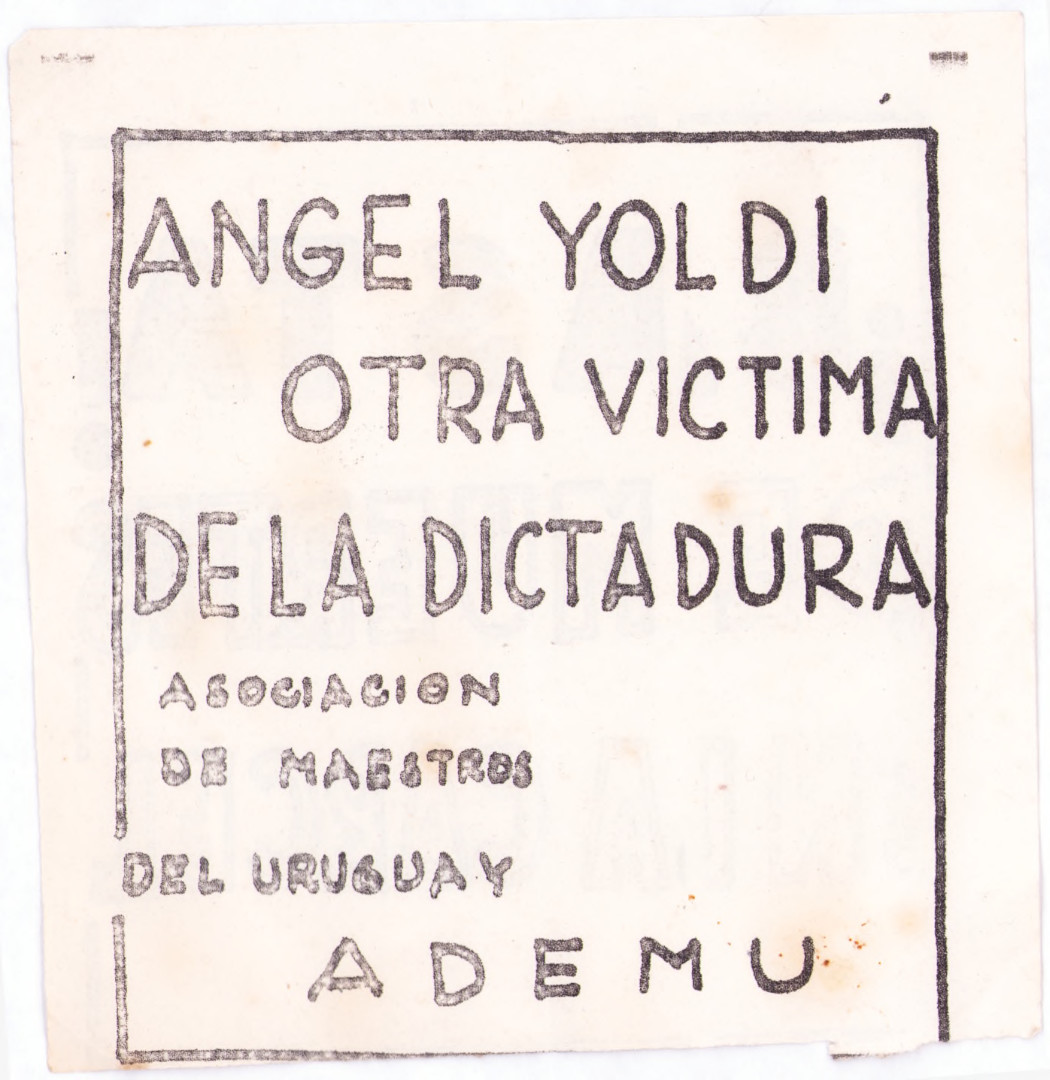 ANGEL YOLDI
OTRA VICTIMA
DE LA DICTADURA
ASOCIACION
DE MAESTROS
DEL URUGUAY
ADEMU